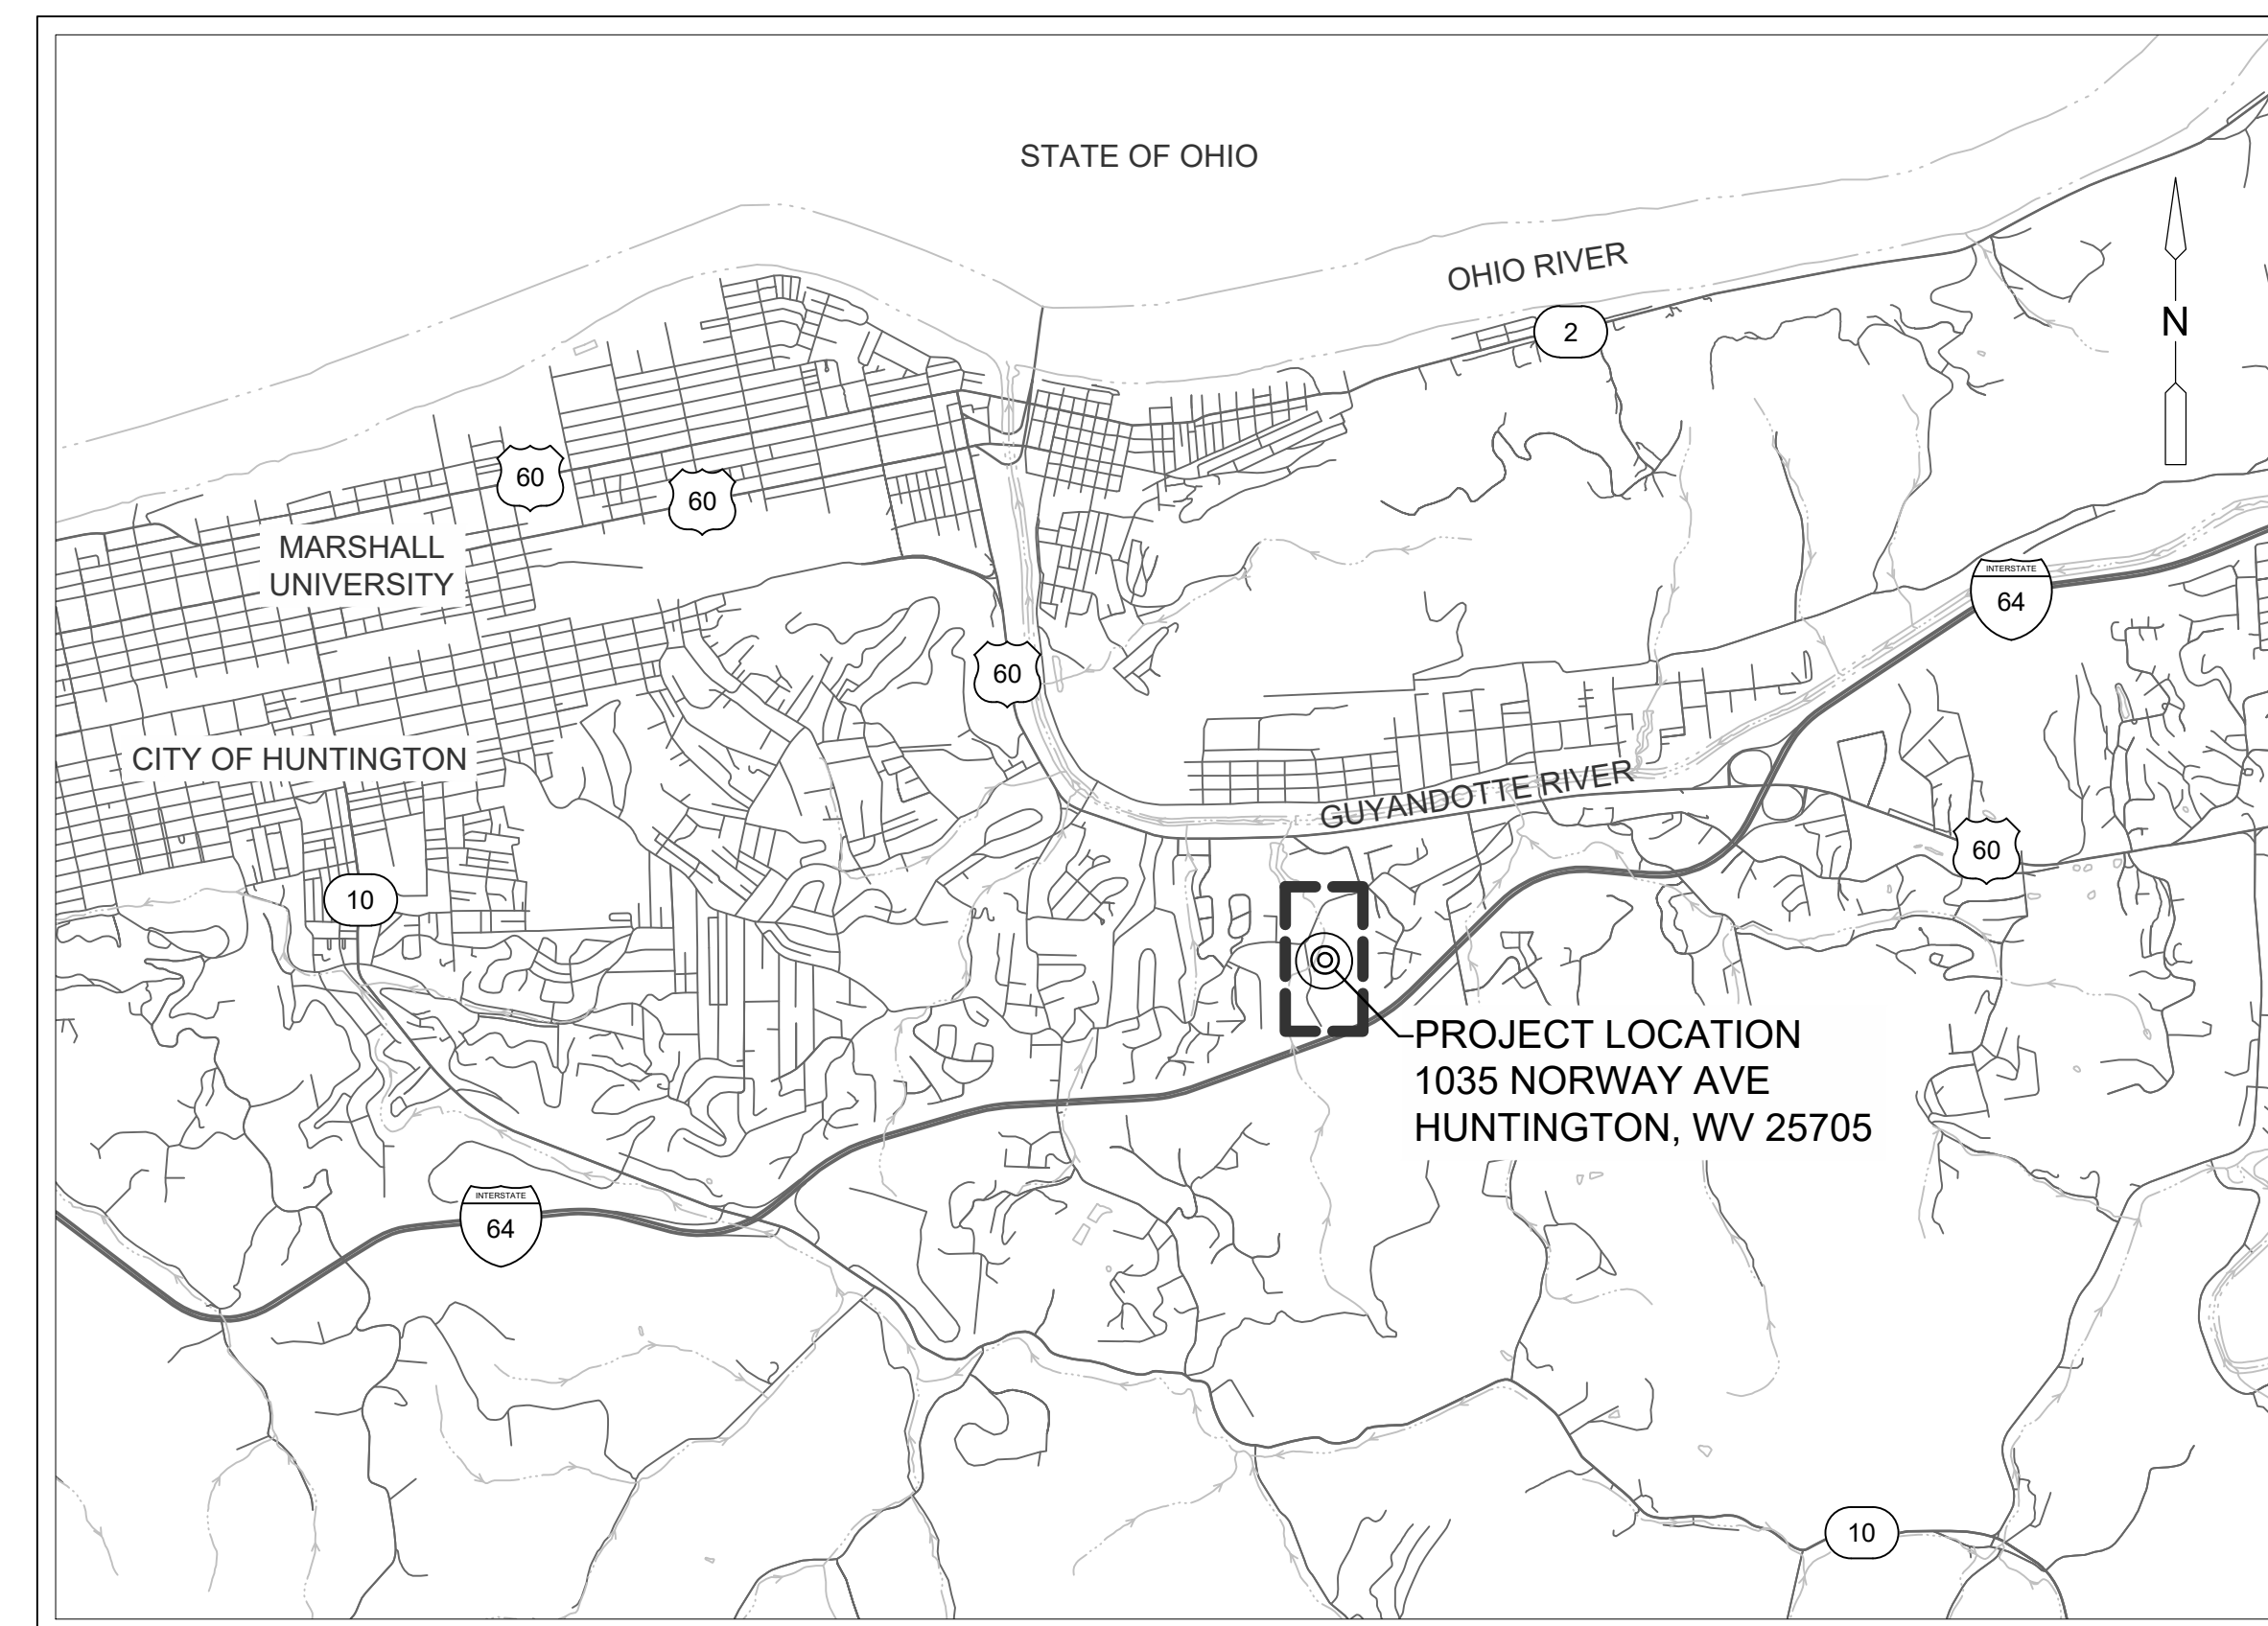 STATE OF OHIO
OHIO RIVER
2
N
60
60
MARSHALL
UNIVERSITY
INTERSTATE
64
60
CITY OF HUNTINGTON
GUYANDOTTE RIVER
60
10
PROJECT LOCATION
1035 NORWAY AVE
HUNTINGTON, WV 25705
INTERSTATE
64
10